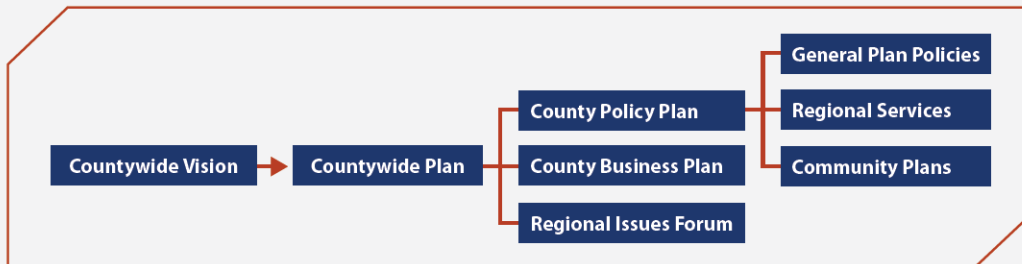 Countywide Vision
Countywide Plan
County Policy Plan
County Business Plan
Regional Issues Forum
General Plan Policies
Regional Services
Community Plans